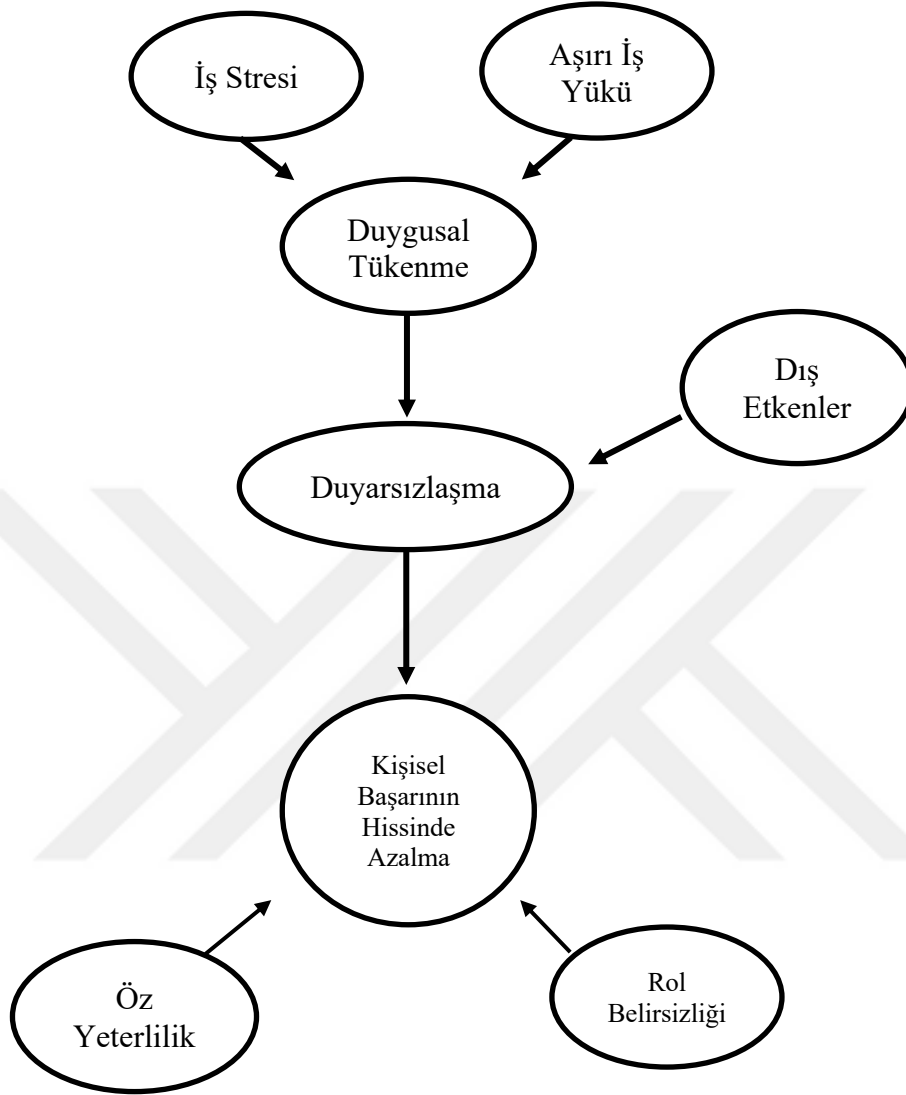 İş Stresi
Aşırı İş
Yükü
Duygusal
Tükenme
Dış
Etkenler
Duyarsızlaşma
Kişisel
Başarının
Hissinde
Azalma
Öz
Yeterlilik
Rol
Belirsizliği